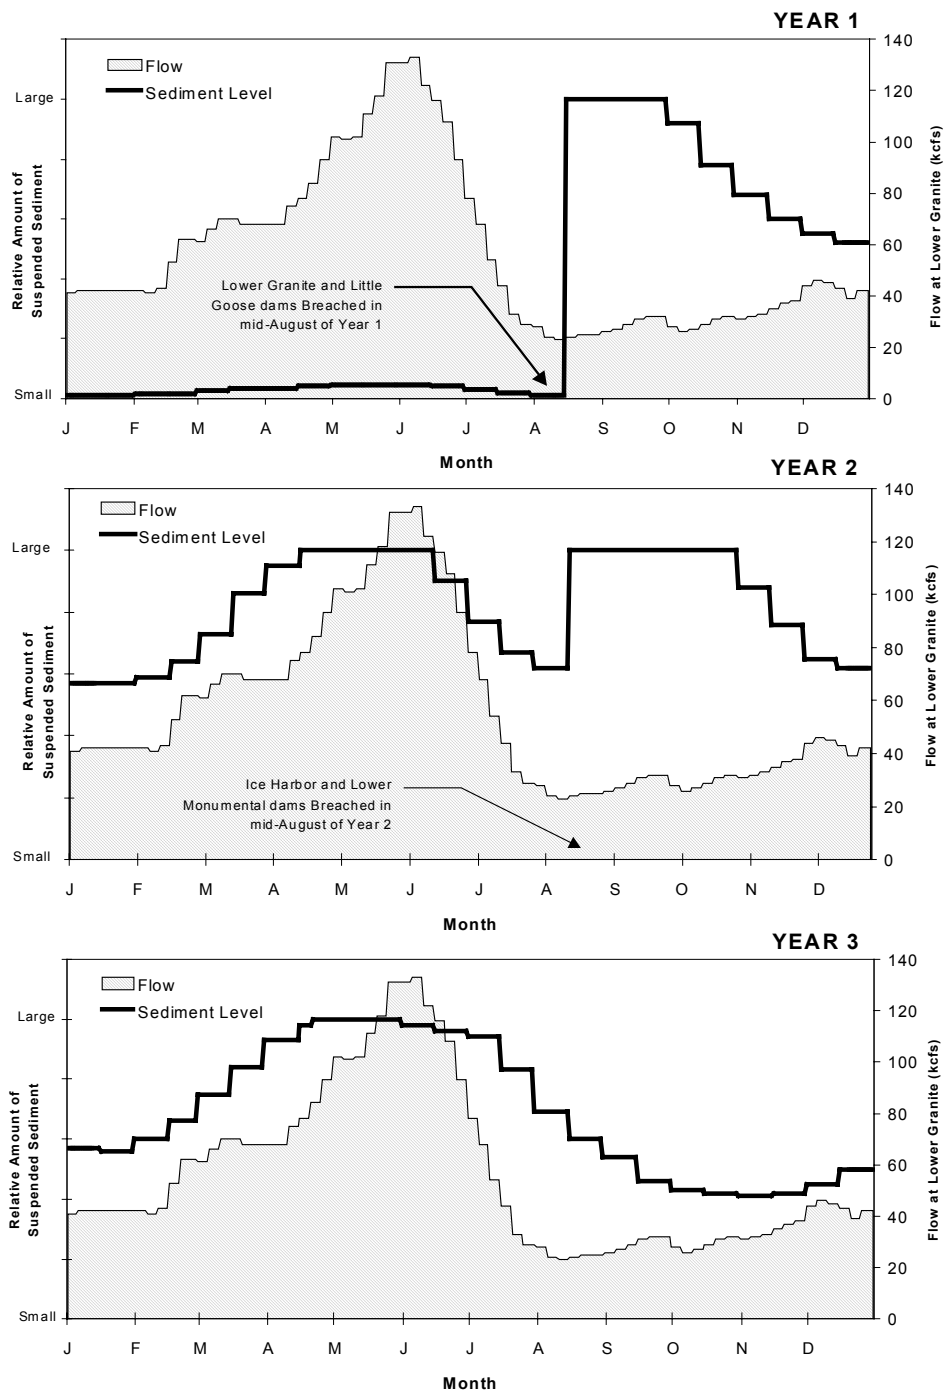 YEAR 1
Flow
Sediment Level
Large
Small
Relative Amount of
Suspended Sediment
Lower Granite and Little
Goose dams Breached in
mid-August of Year 1
140
120
100
80
60
40
20
0
Flow at Lower Granite (kcfs)
J F M A M J J A S O N D
Month
YEAR 2
Flow
Sediment Level
Large
Small
Relative Amount of
Suspended Sediment
Ice Harbor and Lower
Monumental dams Breached in
mid-August of Year 2
140
120
100
80
60
40
20
0
Flow at Lower Granite (kcfs)
J F M A M J J A S O N D
Month
YEAR 3
Flow
Sediment Level
Large
Small
Relative Amount of
Suspended Sediment
140
120
100
80
60
40
20
0
Flow at Lower Granite (kcfs)
J F M A M J J A S O N D
Month